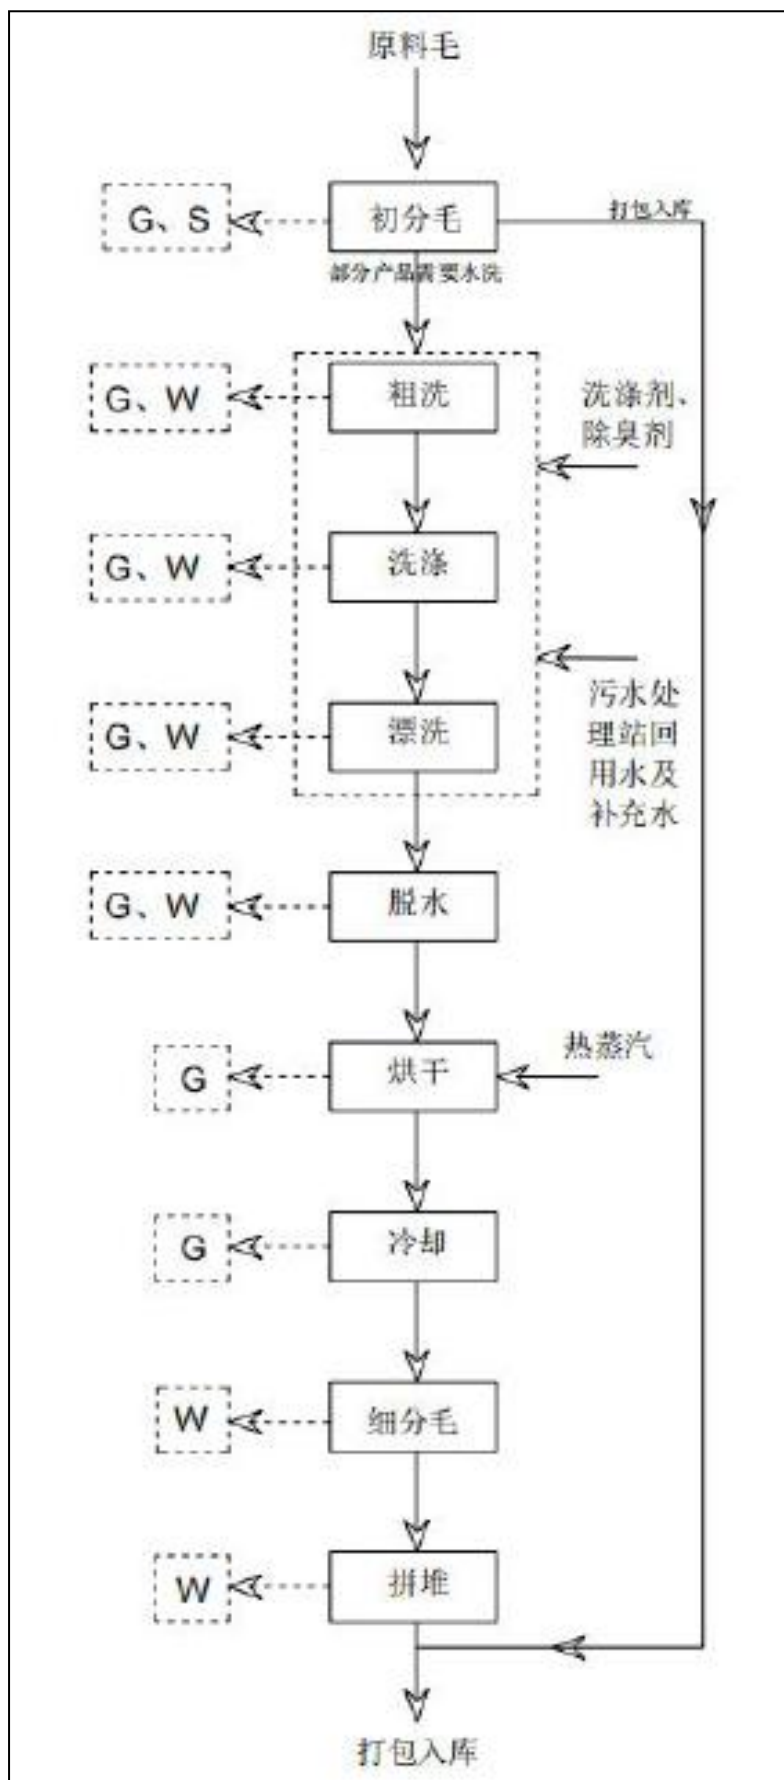 原料毛
G、S
初分毛
打包入库
部分产品需要水洗
G、W
粗洗
洗涤剂、
除臭剂
G、W
洗涤
G、W
漂洗
污水处
理站回
用水及
补充水
G、W
脱水
G
烘干
热蒸汽
G
冷却
W
细分毛
W
拼堆
打包入库